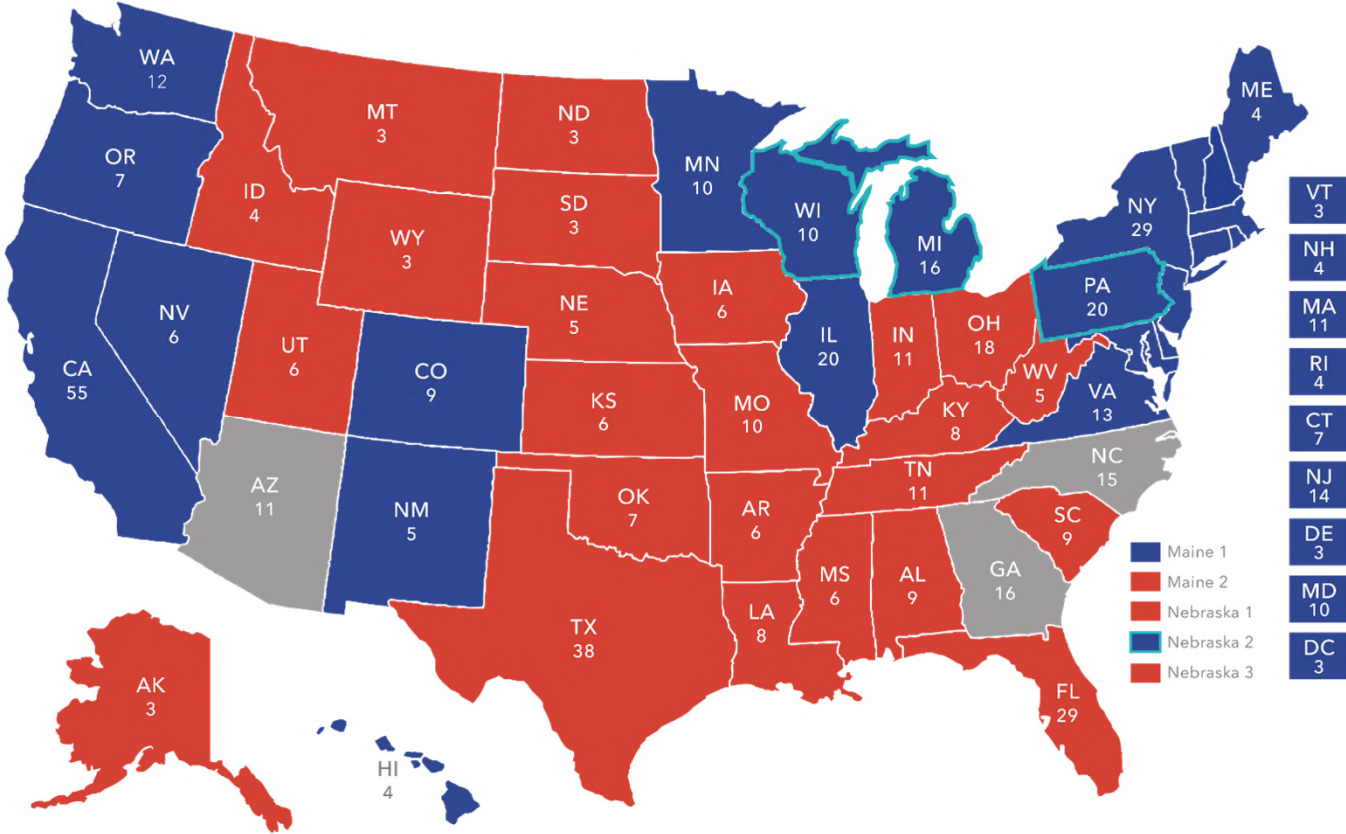 WA
12
OR
7
CA
55
NV
6
ID
4
MT
3
WY
3
UT
6
AZ
11
CO
9
NM
5
ND
3
SD
3
NE
5
KS
6
OK
7
TX
38
MN
10
IA
6
MO
10
AR
6
LA
8
WI
10
IL
20
MI
16
IN
11
OH
18
KY
8
TN
11
MS
6
AL
9
GA
16
FL
29
SC
9
NC
15
WV
5
VA
13
PA
20
NY
29
ME
4
VT
3
NH
4
MA
11
RI
4
CT
7
NJ
14
DE
3
MD
10
DC
3
AK
3
HI
4
Maine 1
Maine 2
Nebraska 1
Nebraska 2
Nebraska 3